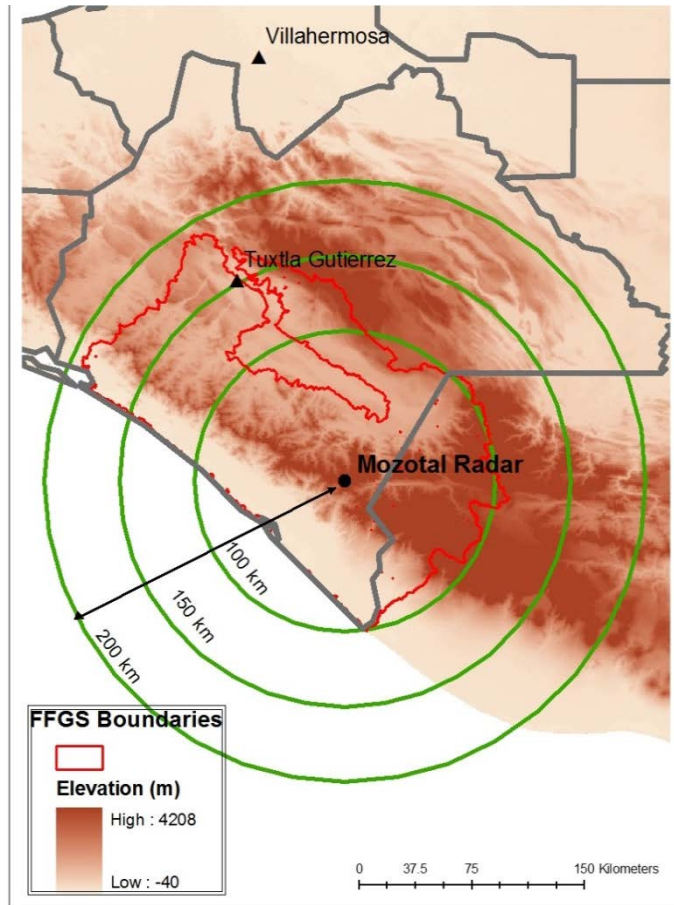 Villahermosa
Tuxtla Gutierrez
Mozotal Radar
100 km
150 km
200 km
FFGS Boundaries
Elevation (m)
High : 4208
Low : -40
0 37.5 75 150 Kilometers